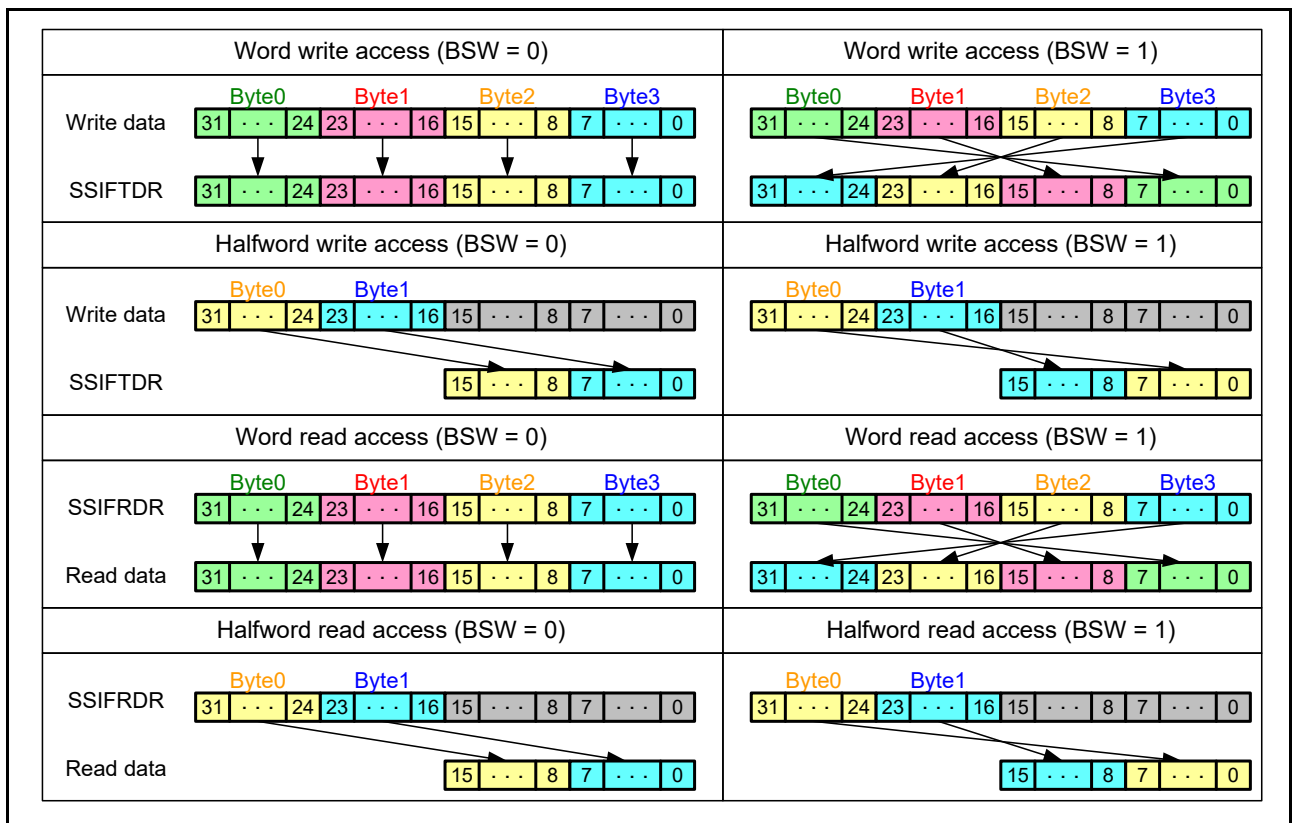 Word write access (BSW = 0) Word write access (BSW = 1)
Byte0 Byte1 Byte2 Byte3 Byte0 Byte1 Byte2 Byte3
Write data 31 · · · 24 23 · · · 16 15 · · · 8 7 · · · 0 31 · · · 24 23 · · · 16 15 · · · 8 7 · · · 0
SSIFTDR 31 · · · 24 23 · · · 16 15 · · · 8 7 · · · 0 31 · · · 24 23 · · · 16 15 · · · 8 7 · · · 0
Halfword write access (BSW = 0) Halfword write access (BSW = 1)
Byte0 Byte1 Byte0 Byte1
Write data 31 · · · 24 23 · · · 16 15 · · · 8 7 · · · 0 31 · · · 24 23 · · · 16 15 · · · 8 7 · · · 0
SSIFTDR 15 · · · 8 7 · · · 0 15 · · · 8 7 · · · 0
Word read access (BSW = 0) Word read access (BSW = 1)
Byte0 Byte1 Byte2 Byte3 Byte0 Byte1 Byte2 Byte3
SSIFRDR 31 · · · 24 23 · · · 16 15 · · · 8 7 · · · 0 31 · · · 24 23 · · · 16 15 · · · 8 7 · · · 0
Read data 31 · · · 24 23 · · · 16 15 · · · 8 7 · · · 0 31 · · · 24 23 · · · 16 15 · · · 8 7 · · · 0
Halfword read access (BSW = 0) Halfword read access (BSW = 1)
Byte0 Byte1 Byte0 Byte1
SSIFRDR 31 · · · 24 23 · · · 16 15 · · · 8 7 · · · 0 31 · · · 24 23 · · · 16 15 · · · 8 7 · · · 0
Read data 15 · · · 8 7 · · · 0 15 · · · 8 7 · · · 0